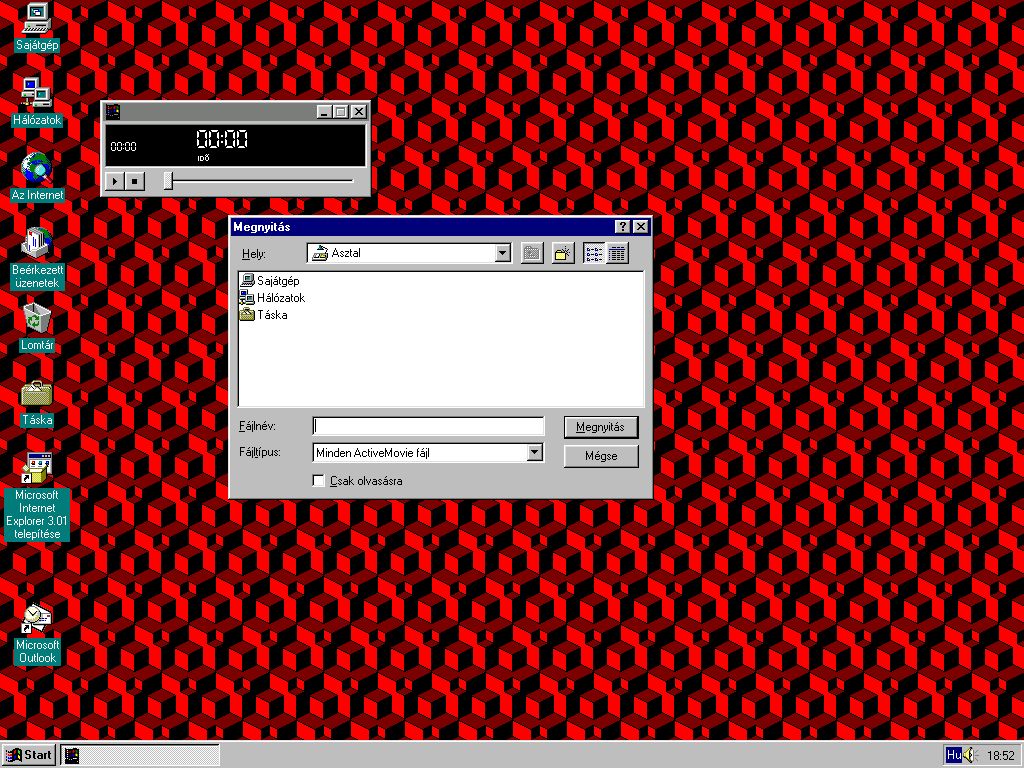 Sajátgép
Hálózatok
Az Internet
Beérkezett
üzenetek
Lomtár
Táska
Microsoft
Internet
Explorer 3.01
telepítése
Microsoft
Outlook
00:00
00:00
IDŐ
Megnyitás
Hely:
Asztal
Sajátgép
Hálózatok
Táska
Fájlnév:
Megnyitás
Fájltípus:
Minden ActiveMovie fájl
Mégse
Csak olvasásra
Start
Hu
18:52